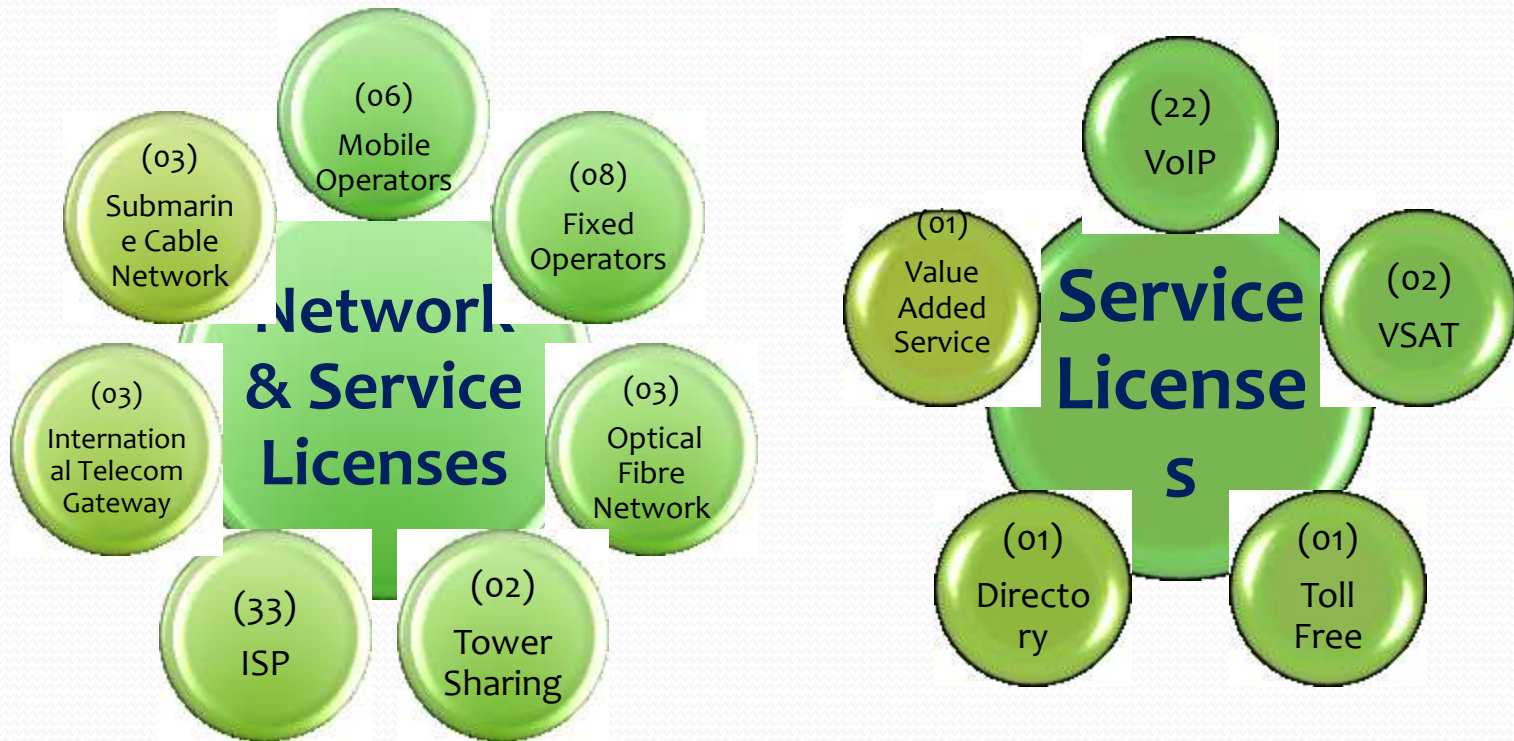 (06)
Mobile
Operators
(08)
Fixed
Operators
(03)
Optical
Fibre
Network
(02)
Tower
Sharing
(33)
ISP
(03)
Internation
al Telecom
Gateway
(03)
Submarin
e Cable
Network
Network
& Service
Licenses
(22)
VoIP
(02)
VSAT
(01)
Toll
Free
(01)
Directo
ry
(01)
Value
Added
Service
Service
License
s